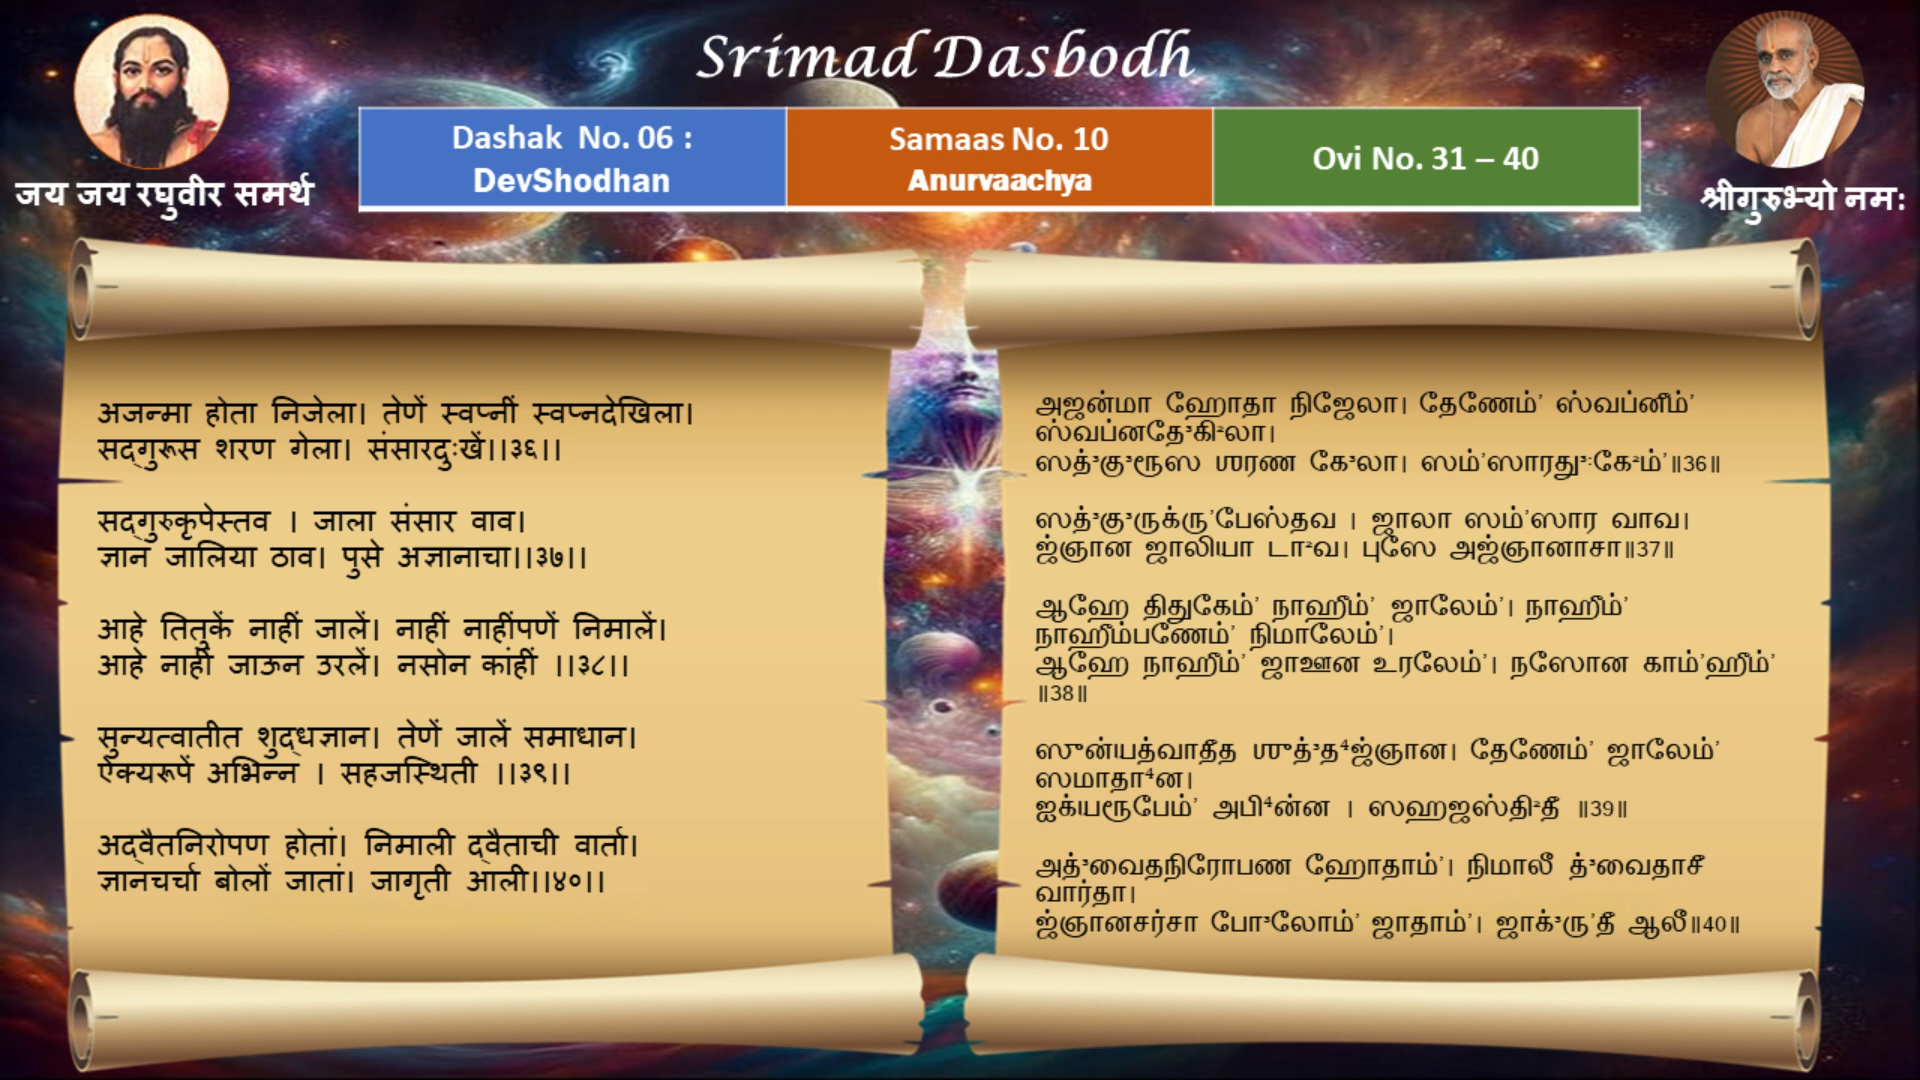 Srimad Dasbodh
Dashak No. 06 :
DevShodhan
Samaas No. 10
Anurvaachya
Ovi No. 31 – 40
जय जय रघुवीर समर्थ
श्रीगुरुभ्यो नमः
अजन्मा होता निजेला। तेणें स्वप्नीं स्वप्नदेखिला।
सद्गुरूस शरण गेला। संसारदुःखें।।३६।।
सद्गुरुकृपेस्तव । जाला संसार वाव।
ज्ञान जालिया ठाव। पुसे अज्ञानाचा।।३७।।
आहे तितुकें नाहीं जालें। नाहीं नाहींपणें निमालें।
आहे नाहीं जाऊन उरलें। नसोन कांहीं ।।३८।।
सुन्यत्वातीत शुद्धज्ञान। तेणें जालें समाधान।
ऐक्यरूपें अभिन्न । सहजस्थिती ।।३९।।
अद्वैतनिरोपण होतां। निमाली द्वैताची वार्ता।
ज्ञानचर्चा बोलों जातां। जागृती आली।।४०।।
அஜன்மா ஹோதா நிஜேலா। தேணேம்ʼ ஸ்வப்னீம்ʼ
ஸ்வப்னதே³கி²லா।
ஸத்³கு³ரூஸ ஶரண கே³லா। ஸம்ʼஸாரது³:கே²ம்ʼ॥36॥
ஸத்³கு³ருக்ருʼபேஸ்தவ । ஜாலா ஸம்ʼஸார வாவ।
ஜ்ஞான ஜாலியா டா²வ। புஸே அஜ்ஞானாசா॥37॥
ஆஹே திதுகேம்ʼ நாஹீம்ʼ ஜாலேம்ʼ। நாஹீம்ʼ
நாஹீம்பணேம்ʼ நிமாலேம்ʼ।
ஆஹே நாஹீம்ʼ ஜாஊன உரலேம்ʼ। நஸோன காம்ʼஹீம்ʼ
॥38॥
ஸுன்யத்வாதீத ஶுத்³த⁴ஜ்ஞான। தேணேம்ʼ ஜாலேம்ʼ
ஸமாதா⁴ன।
ஐக்யரூபேம்ʼ அபி⁴ன்ன । ஸஹஜஸ்தி²தீ ॥39॥
அத்³வைதநிரோபண ஹோதாம்ʼ। நிமாலீ த்³வைதாசீ
வார்தா।
ஜ்ஞானசர்சா போ³லோம்ʼ ஜாதாம்ʼ। ஜாக்³ருʼதீ ஆலீ॥40॥